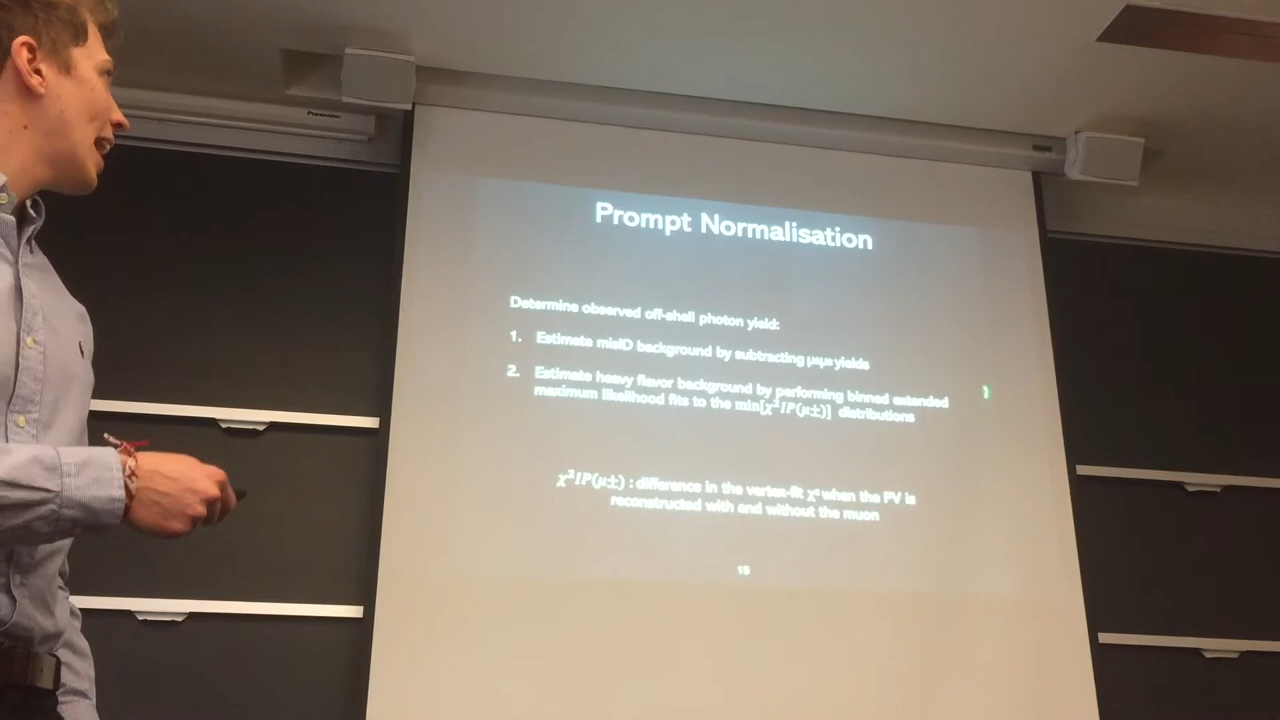 Prompt Normalisation
Determine observed off-shell photon yield:
1. Estimate misID background by subtracting μ±μ± yields
2. Estimate heavy flavor background by performing binned extended
maximum likelihood fits to the min[χ²IP(μ±)] distributions
χ²IP(μ±) : difference in the vertex-fit χ² when the PV is
reconstructed with and without the muon
15